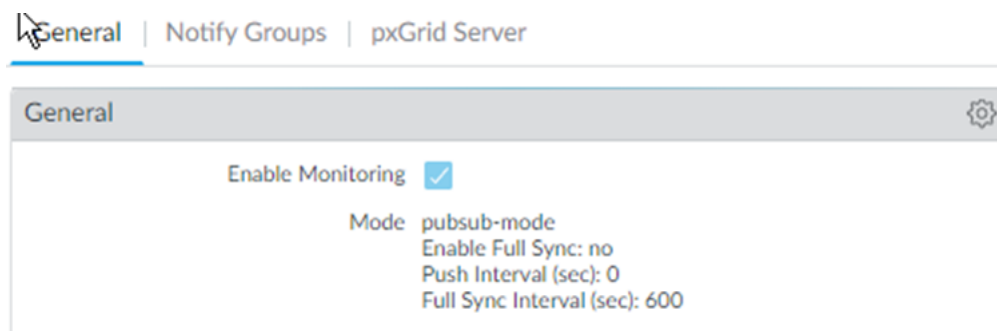 General | Notify Groups | pxGrid Server
General
Enable Monitoring
Mode pubsub-mode
Enable Full Sync: no
Push Interval (sec): 0
Full Sync Interval (sec): 600